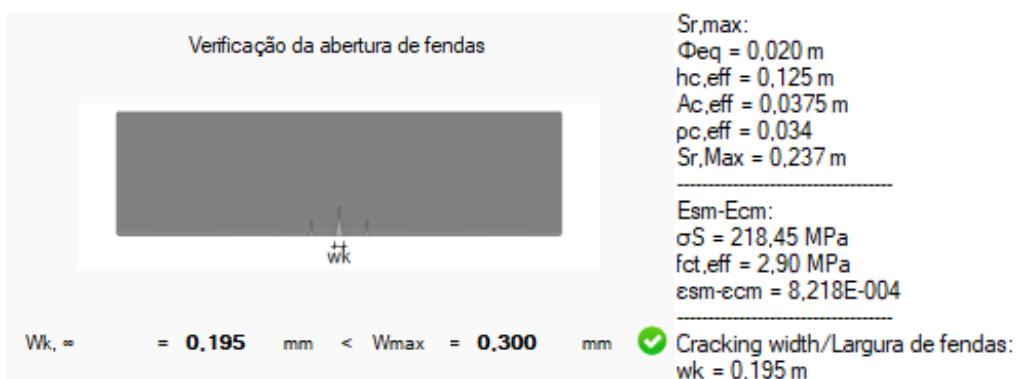 Verificação da abertura de fendas
wk
Wk, ∞ = 0,195 mm < Wmax = 0,300 mm
Sr,max:
Φeq = 0,020 m
hc,eff = 0,125 m
Ac,eff = 0,0375 m
ρc,eff = 0,034
Sr,Max = 0,237 m
------------------------------------
Esm-Ecm:
σS = 218,45 MPa
fct,eff = 2,90 MPa
εsm-εcm = 8,218E-004
------------------------------------
Cracking width/Largura de fendas:
wk = 0,195 m